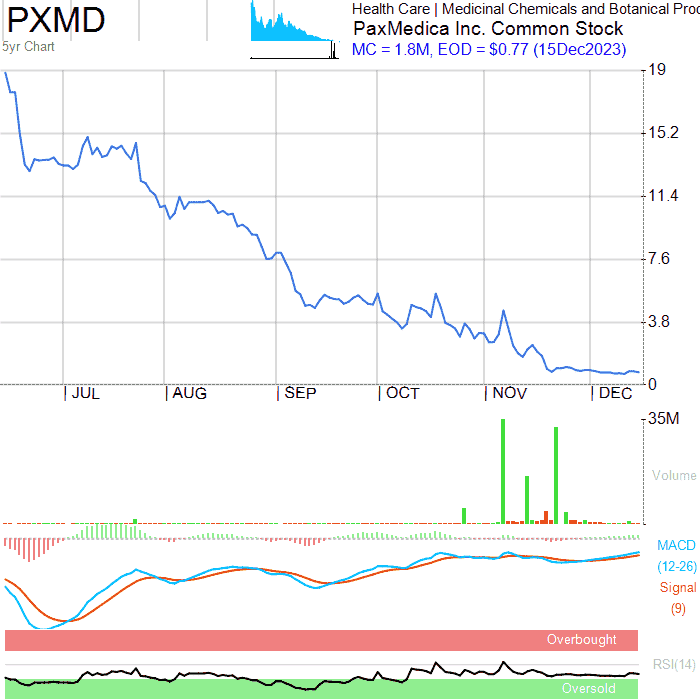 PXMD
5yr Chart
Health Care | Medicinal Chemicals and Botanical
PaxMedica Inc. Common Stock
MC = 1.8M, EOD = $0.77 (15Dec2023)
19
15.2
11.4
7.6
3.8
0
JUL AUG SEP OCT NOV DEC
35M
Volume
MACD
(12-26)
Signal
(9)
Overbought
RSI(14)
Oversold